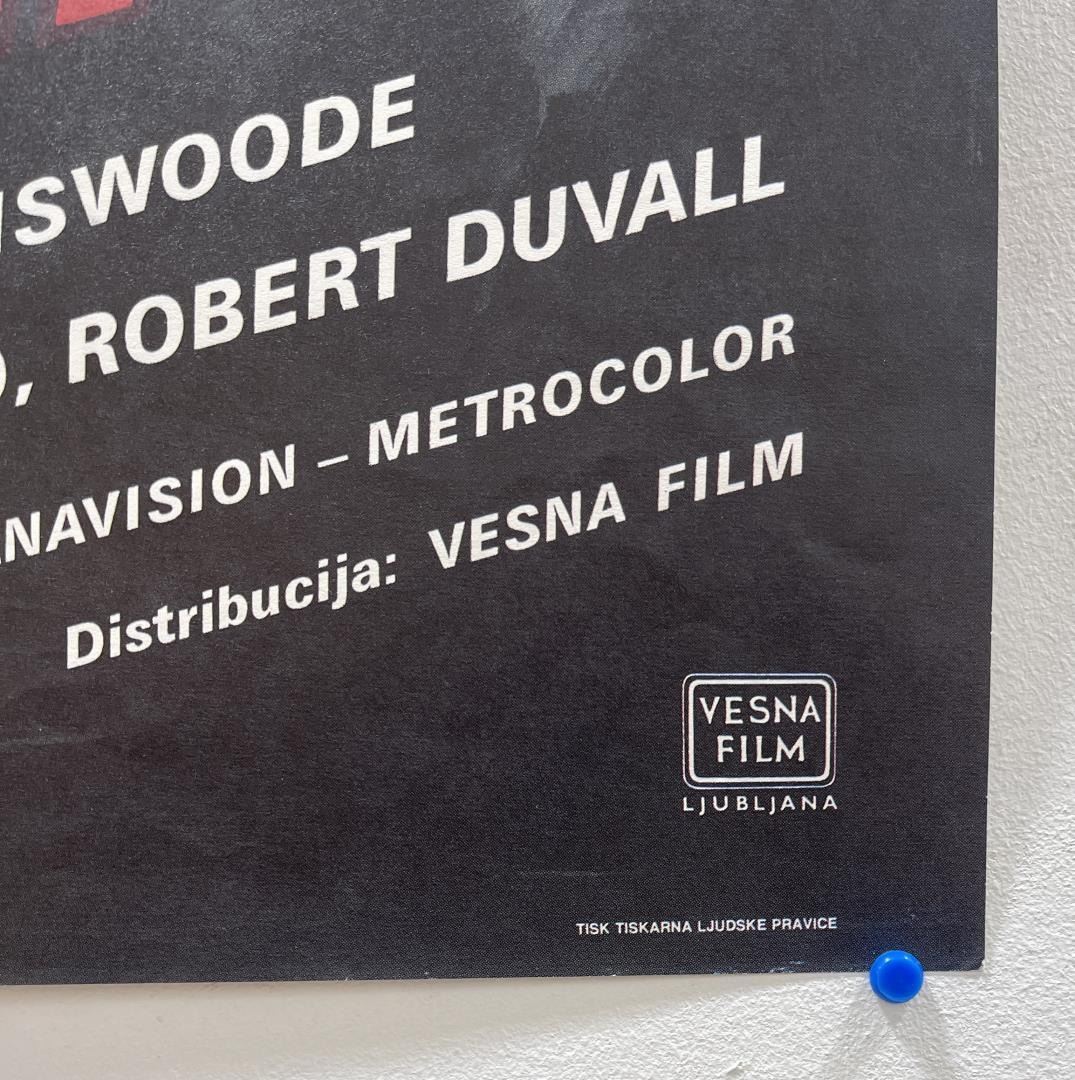 SWOODE
, ROBERT DUVALL
NAVISION – METROCOLOR
Distribucija: VESNA FILM
VESNA
FILM
LJUBLJANA
TISK TISKARNA LJUDSKE PRAVICE